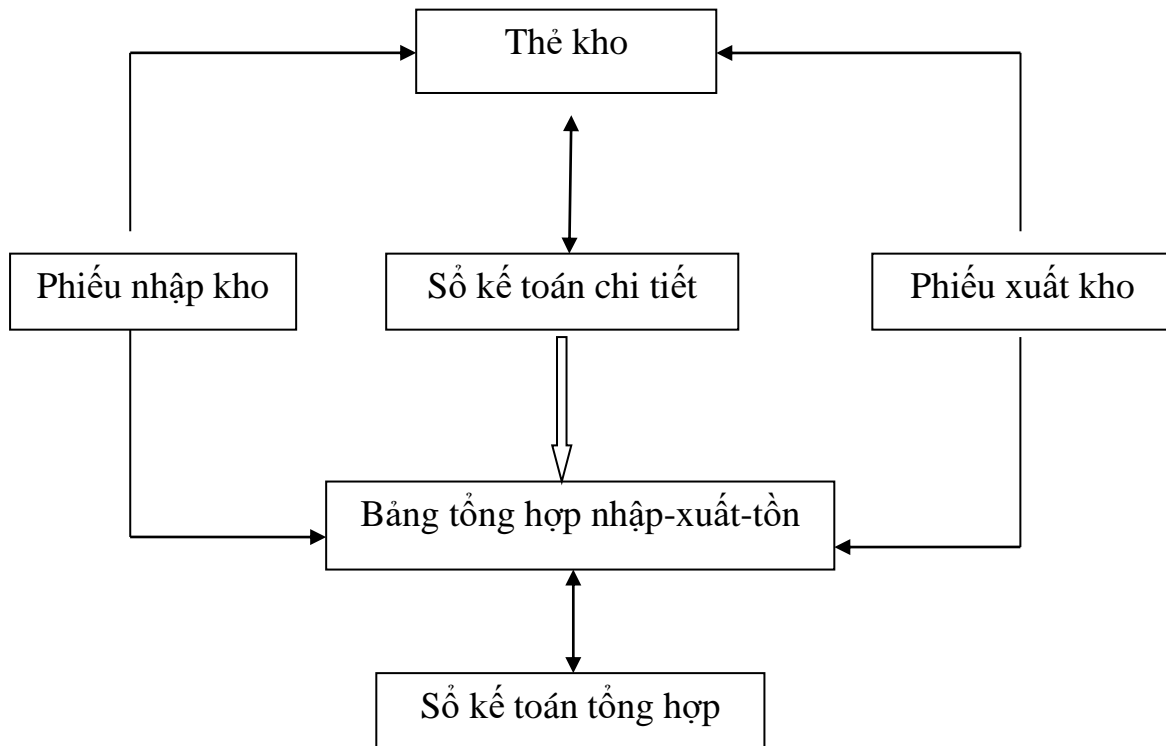 Thẻ kho
Phiếu nhập kho
Sổ kế toán chi tiết
Phiếu xuất kho
Bảng tổng hợp nhập-xuất-tồn
Sổ kế toán tổng hợp